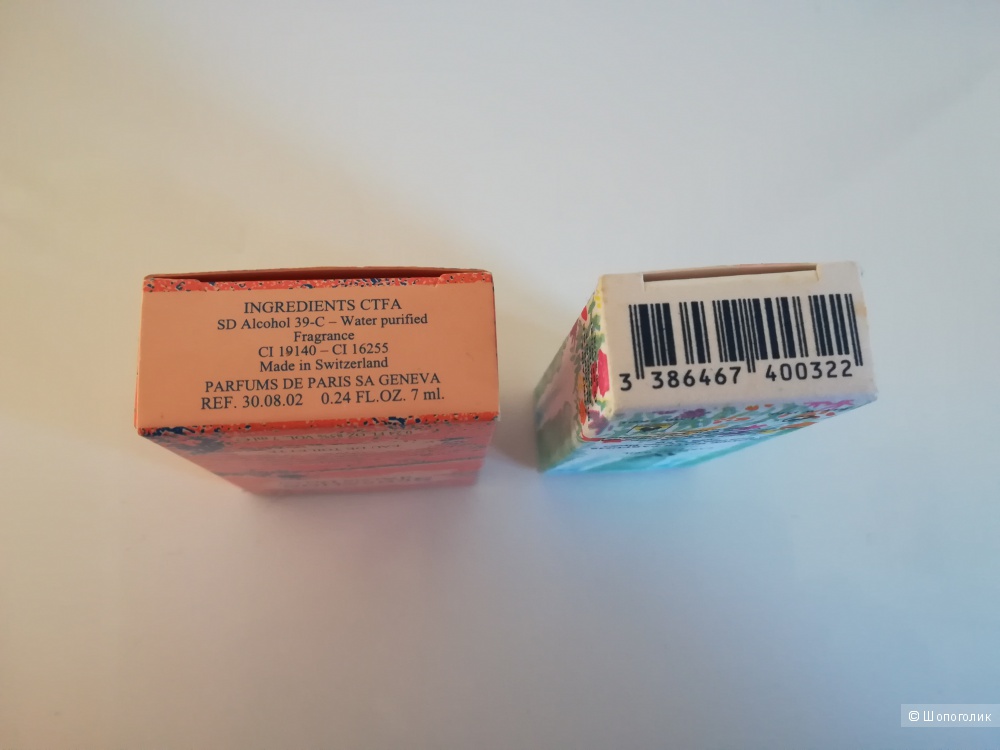 INGREDIENTS CTFA
SD Alcohol 39-C – Water purified
Fragrance
CI 19140 – CI 16255
Made in Switzerland
PARFUMS DE PARIS SA GENEVA
REF. 30.08.02 0.24 FL.OZ. 7 ml.
3 386467 400322
© Шопоголик